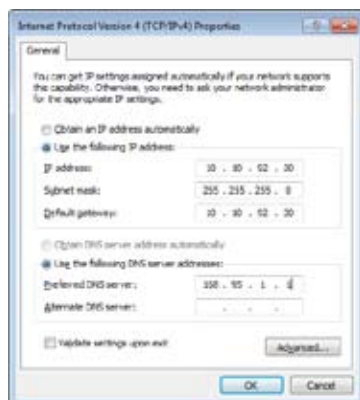 Internet Protocol Version 4 (TCP/IPv4) Properties
General
You can get IP settings assigned automatically if your network supports
this capability. Otherwise, you need to ask your network administrator
for the appropriate IP settings.
Obtain an IP address automatically
Use the following IP address:
IP address:
Subnet mask: 255 . 255 . 255 . 0
Default gateway:
Obtain DNS server address automatically
Use the following DNS server addresses:
Preferred DNS server: 168 . 95 . 1 . 1
Alternate DNS server: . . .
Validate settings upon exit
Advanced...
OK Cancel